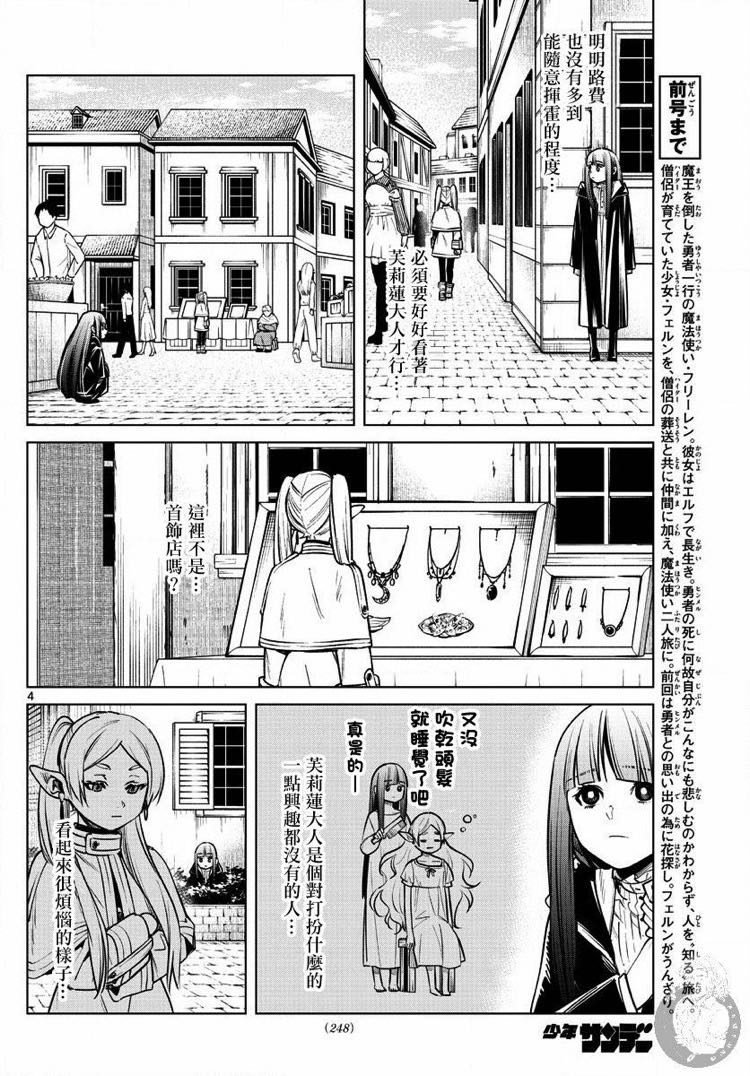 前号まで
魔王を倒した勇者一行の魔法使い・フリーレン。彼女はエルフで長生き。勇者の死に何故自分がこんなにも悲しむのかわからず、人を〝知る〟旅へ。
僧侶が育てていた少女・フェルンを、僧侶の葬送と共に仲間に加え、魔法使い二人旅に。前回は勇者との思い出の為に花探し。フェルンがうんざり。
明明路費
也沒有多到
能隨意揮霍的程度…
必須要好好看著
芙莉蓮大人才行…
這裡不是…
首飾店嗎？
又沒
吹乾頭髮
就睡覺了吧
真是的ー
芙莉蓮大人是個對打扮什麼的
一點興趣都沒有的人…
看起來很煩惱的樣子…
4
(248)
少年サンデー